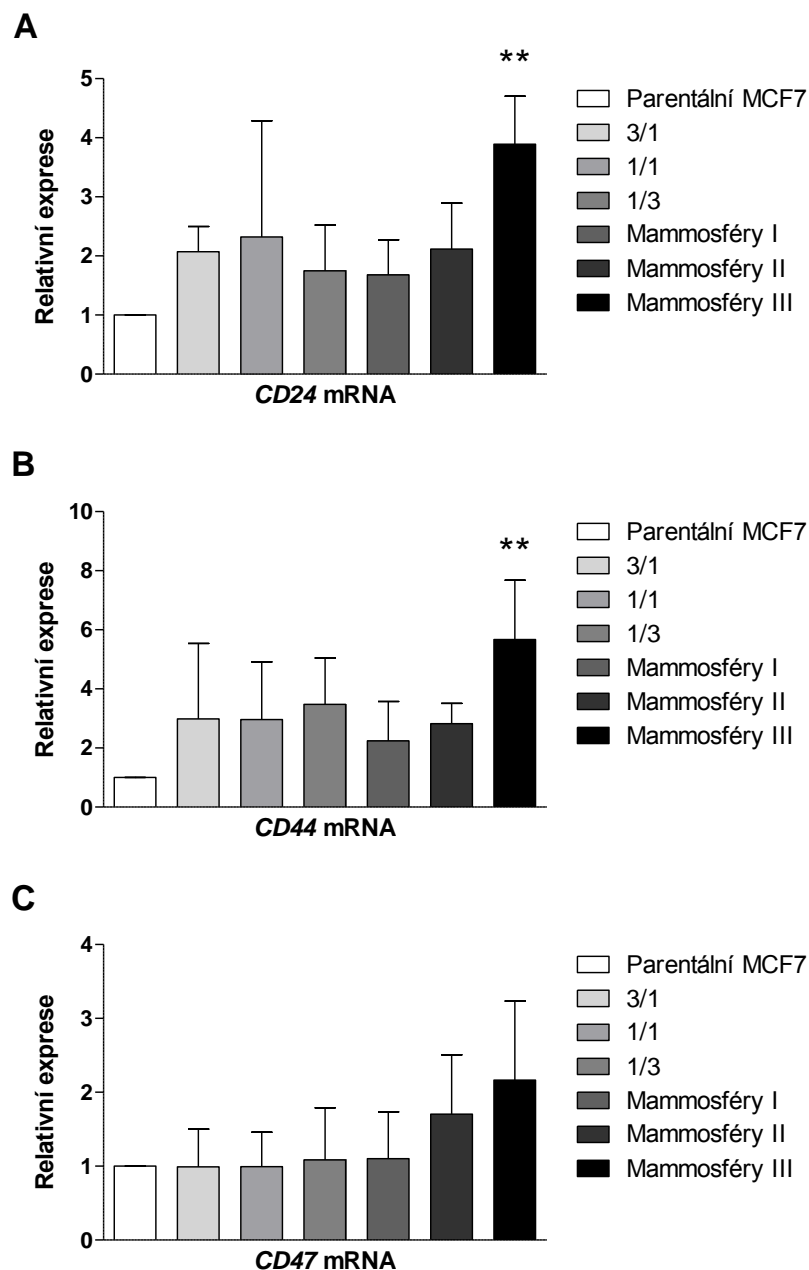 A
**
5
4
3
2
1
0
Relativní exprese
CD24 mRNA
Parentální MCF7
3/1
1/1
1/3
Mammosféry I
Mammosféry II
Mammosféry III
B
**
10
8
6
4
2
0
Relativní exprese
CD44 mRNA
Parentální MCF7
3/1
1/1
1/3
Mammosféry I
Mammosféry II
Mammosféry III
C
4
3
2
1
0
Relativní exprese
CD47 mRNA
Parentální MCF7
3/1
1/1
1/3
Mammosféry I
Mammosféry II
Mammosféry III